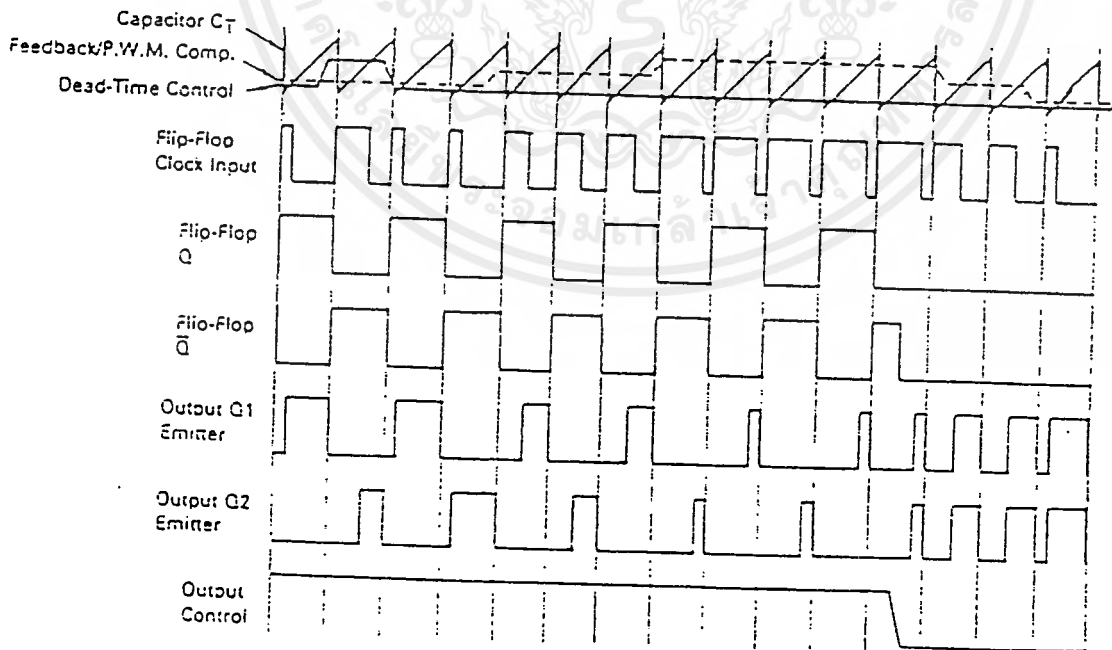 Capacitor CT
Feedback/P.W.M. Comp.
Dead-Time Control
Flip-Flop
Clock Input
Flip-Flop
Q
Flip-Flop
Q̅
Output Q1
Emitter
Output Q2
Emitter
Output
Control